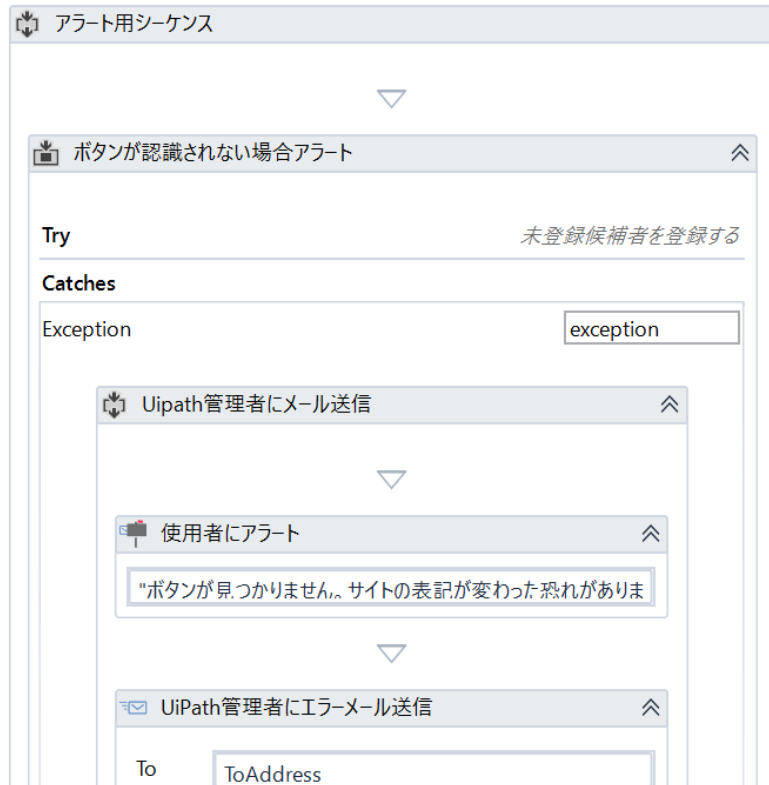 アラート用シーケンス
ボタンが認識されない場合アラート
Try 未登録候補者を登録する
Catches
Exception exception
Uipath管理者にメール送信
使用者にアラート
"ボタンが見つかりません。サイトの表記が変わった恐れがありま
UiPath管理者にエラーメール送信
To ToAddress